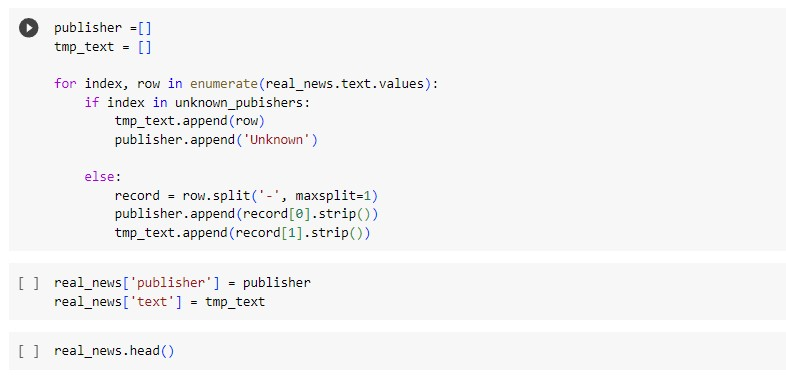 publisher =[]
tmp_text = []
for index, row in enumerate(real_news.text.values):
if index in unknown_pubishers:
tmp_text.append(row)
publisher.append('Unknown')
else:
record = row.split('-', maxsplit=1)
publisher.append(record[0].strip())
tmp_text.append(record[1].strip())
[ ] real_news['publisher'] = publisher
real_news['text'] = tmp_text
[ ] real_news.head()